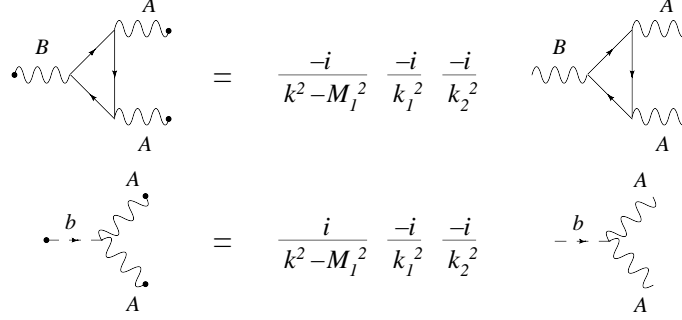 A
B = −i / (k² − M₁²) −i / k₁² −i / k₂² B A
A A
A A
b = i / (k² − M₁²) −i / k₁² −i / k₂² b
A A